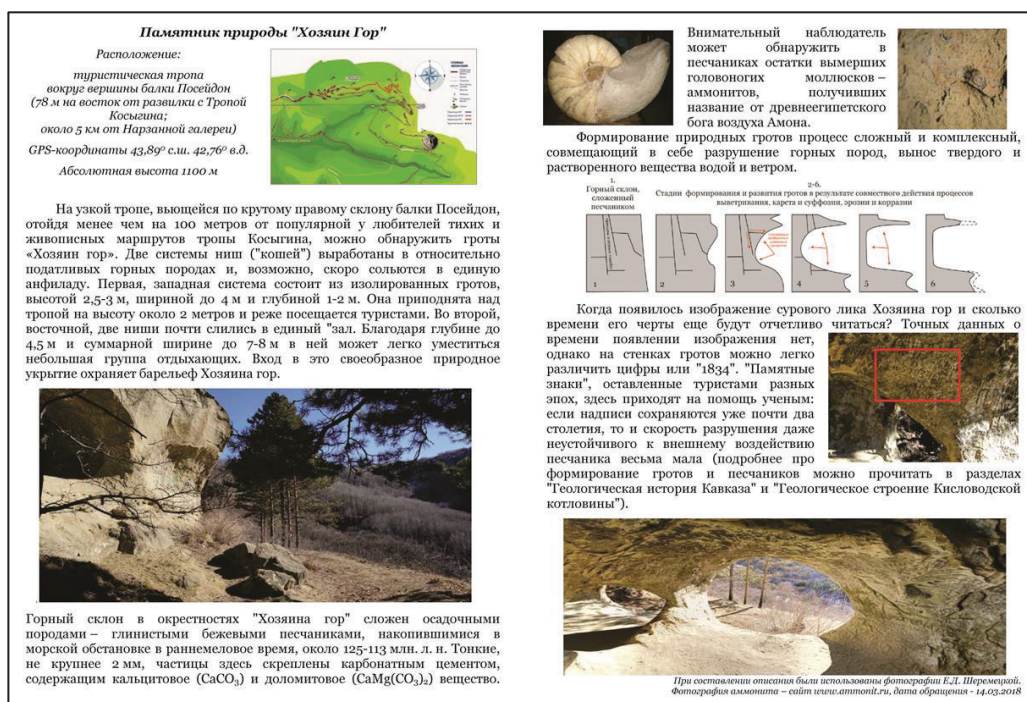 Памятник природы "Хозяин Гор"
Расположение:
туристическая тропа
вокруг вершины балки Посейдон
(78 м на восток от развилки с Тропой
Косыгина;
около 5 км от Нарзанной галереи)
GPS-координаты 43,89⁰ с.ш. 42,76⁰ в.д.
Абсолютная высота 1100 м
На узкой тропе, вьющейся по крутому правому склону балки Посейдон,
отойдя менее чем на 100 метров от популярной у любителей тихих и
живописных маршрутов тропы Косыгина, можно обнаружить гроты
«Хозяин гор». Две системы ниш ("кошей") выработаны в относительно
податливых горных породах и, возможно, скоро сольются в единую
анфиладу. Первая, западная система состоит из изолированных гротов,
высотой 2,5-3 м, шириной до 4 м и глубиной 1-2 м. Она приподнята над
тропой на высоту около 2 метров и реже посещается туристами. Во второй,
восточной, две ниши почти слились в единый "зал. Благодаря глубине до
4,5 м и суммарной ширине до 7-8 м в ней может легко уместиться
небольшая группа отдыхающих. Вход в это своеобразное природное
укрытие охраняет барельеф Хозяина гор.
Горный склон в окрестностях "Хозяина гор" сложен осадочными
породами – глинистыми бежевыми песчаниками, накопившимися в
морской обстановке в раннемеловое время, около 125-113 млн. л. н. Тонкие,
не крупнее 2 мм, частицы здесь скреплены карбонатным цементом,
содержащим кальцитовое (CaCO₃) и доломитовое (CaMg(CO₃)₂) вещество.
Внимательный наблюдатель
может обнаружить в
песчаниках остатки вымерших
головоногих моллюсков –
аммонитов, получивших
название от древнеегипетского
бога воздуха Амона.
Формирование природных гротов процесс сложный и комплексный,
совмещающий в себе разрушение горных пород, вынос твердого и
растворенного вещества водой и ветром.
1.
Горный склон,
сложенный
песчаником
2-6.
Стадии формирования и развития гротов в результате совместного действия процессов
выветривания, карста и суффозии, эрозии и корразии
1 2 3 4 5 6
Когда появилось изображение сурового лика Хозяина гор и сколько
времени его черты еще будут отчетливо читаться? Точных данных о
времени появлении изображения нет,
однако на стенках гротов можно легко
различить цифры или "1834". "Памятные
знаки", оставленные туристами разных
эпох, здесь приходят на помощь ученым:
если надписи сохраняются уже почти два
столетия, то и скорость разрушения даже
неустойчивого к внешнему воздействию
песчаника весьма мала (подробнее про
формирование гротов и песчаников можно прочитать в разделах
"Геологическая история Кавказа" и "Геологическое строение Кисловодской
котловины").
При составлении описания были использованы фотографии Е.Д. Шеремецкой.
Фотография аммонита – сайт www.ammonit.ru, дата обращения - 14.03.2018